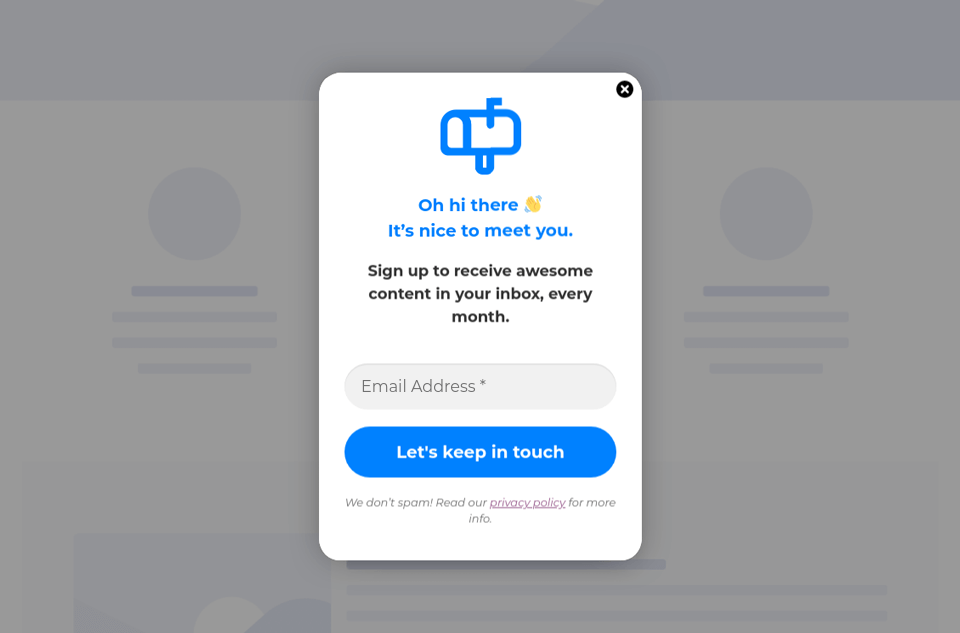 Oh hi there 👋
It's nice to meet you.
Sign up to receive awesome
content in your inbox, every
month.
Email Address *
Let's keep in touch
We don't spam! Read our privacy policy for more
info.